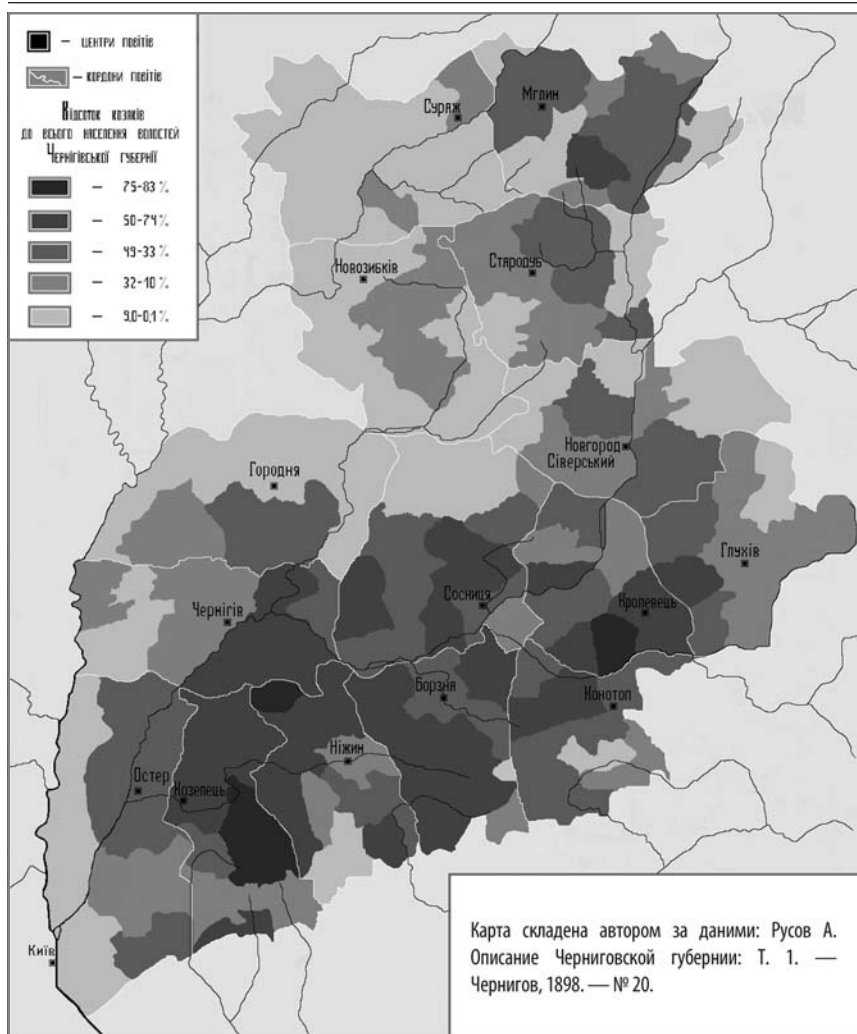 – центри повітів
– кордони повітів
Відсоток козаків
до всього населення волостей
Чернігівської губернії
– 75-83 %
– 50-74 %
– 49-33 %
– 32-10 %
– 9,0-0,1 %
Сураж
Мглин
Новозибків
Стародуб
Новгород
Сіверський
Городня
Глухів
Сосниця
Кролевець
Чернігів
Борзня
Конотоп
Ніжин
Остер
Козелець
Київ
Карта складена автором за даними: Русов А.
Описание Черниговской губернии: Т. 1. —
Чернигов, 1898. — № 20.